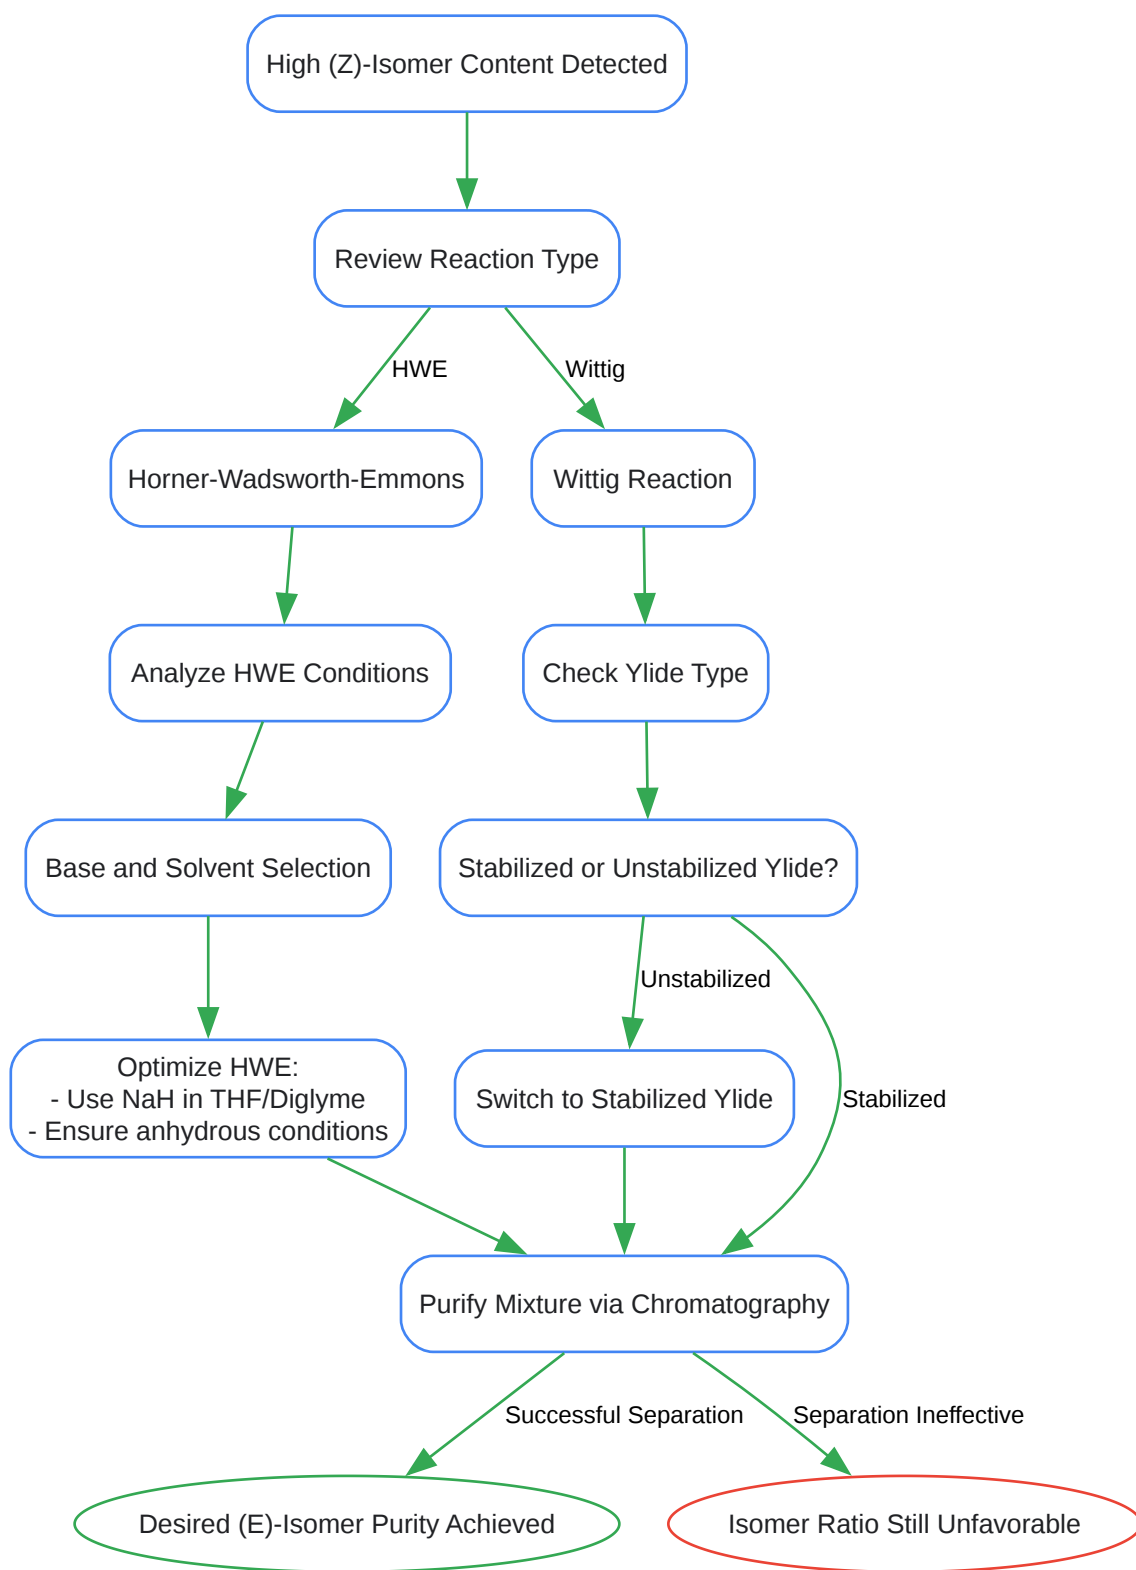 High (Z)-Isomer Content Detected
Review Reaction Type
HWE
Wittig
Horner-Wadsworth-Emmons
Wittig Reaction
Analyze HWE Conditions
Check Ylide Type
Base and Solvent Selection
Stabilized or Unstabilized Ylide?
Unstabilized
Optimize HWE:
- Use NaH in THF/Diglyme
- Ensure anhydrous conditions
Switch to Stabilized Ylide
Stabilized
Purify Mixture via Chromatography
Successful Separation
Separation Ineffective
Desired (E)-Isomer Purity Achieved
Isomer Ratio Still Unfavorable